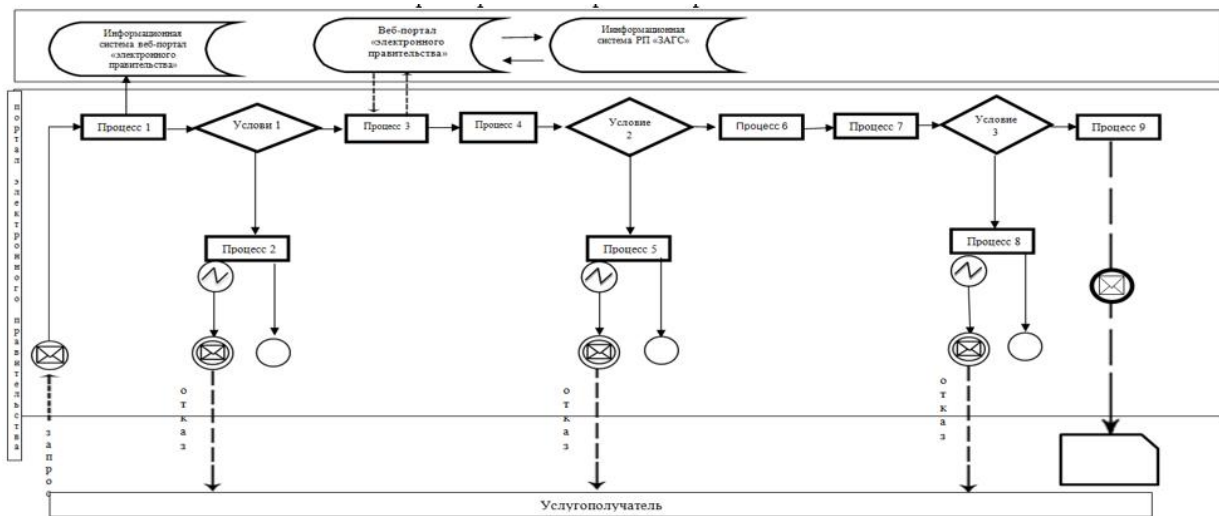 Информационная
система веб-портал
«электронного
правительства»
Веб-портал
«электронного
правительства»
Иинформационная
система РП «ЗАГС»
портал электронного правительства
Процесс 1
Услови 1
Процесс 3
Процесс 4
Условие
2
Процесс 6
Процесс 7
Условие
3
Процесс 9
Процесс 2
Процесс 5
Процесс 8
отказ
отказ
отказ
запрос
Услугополучатель